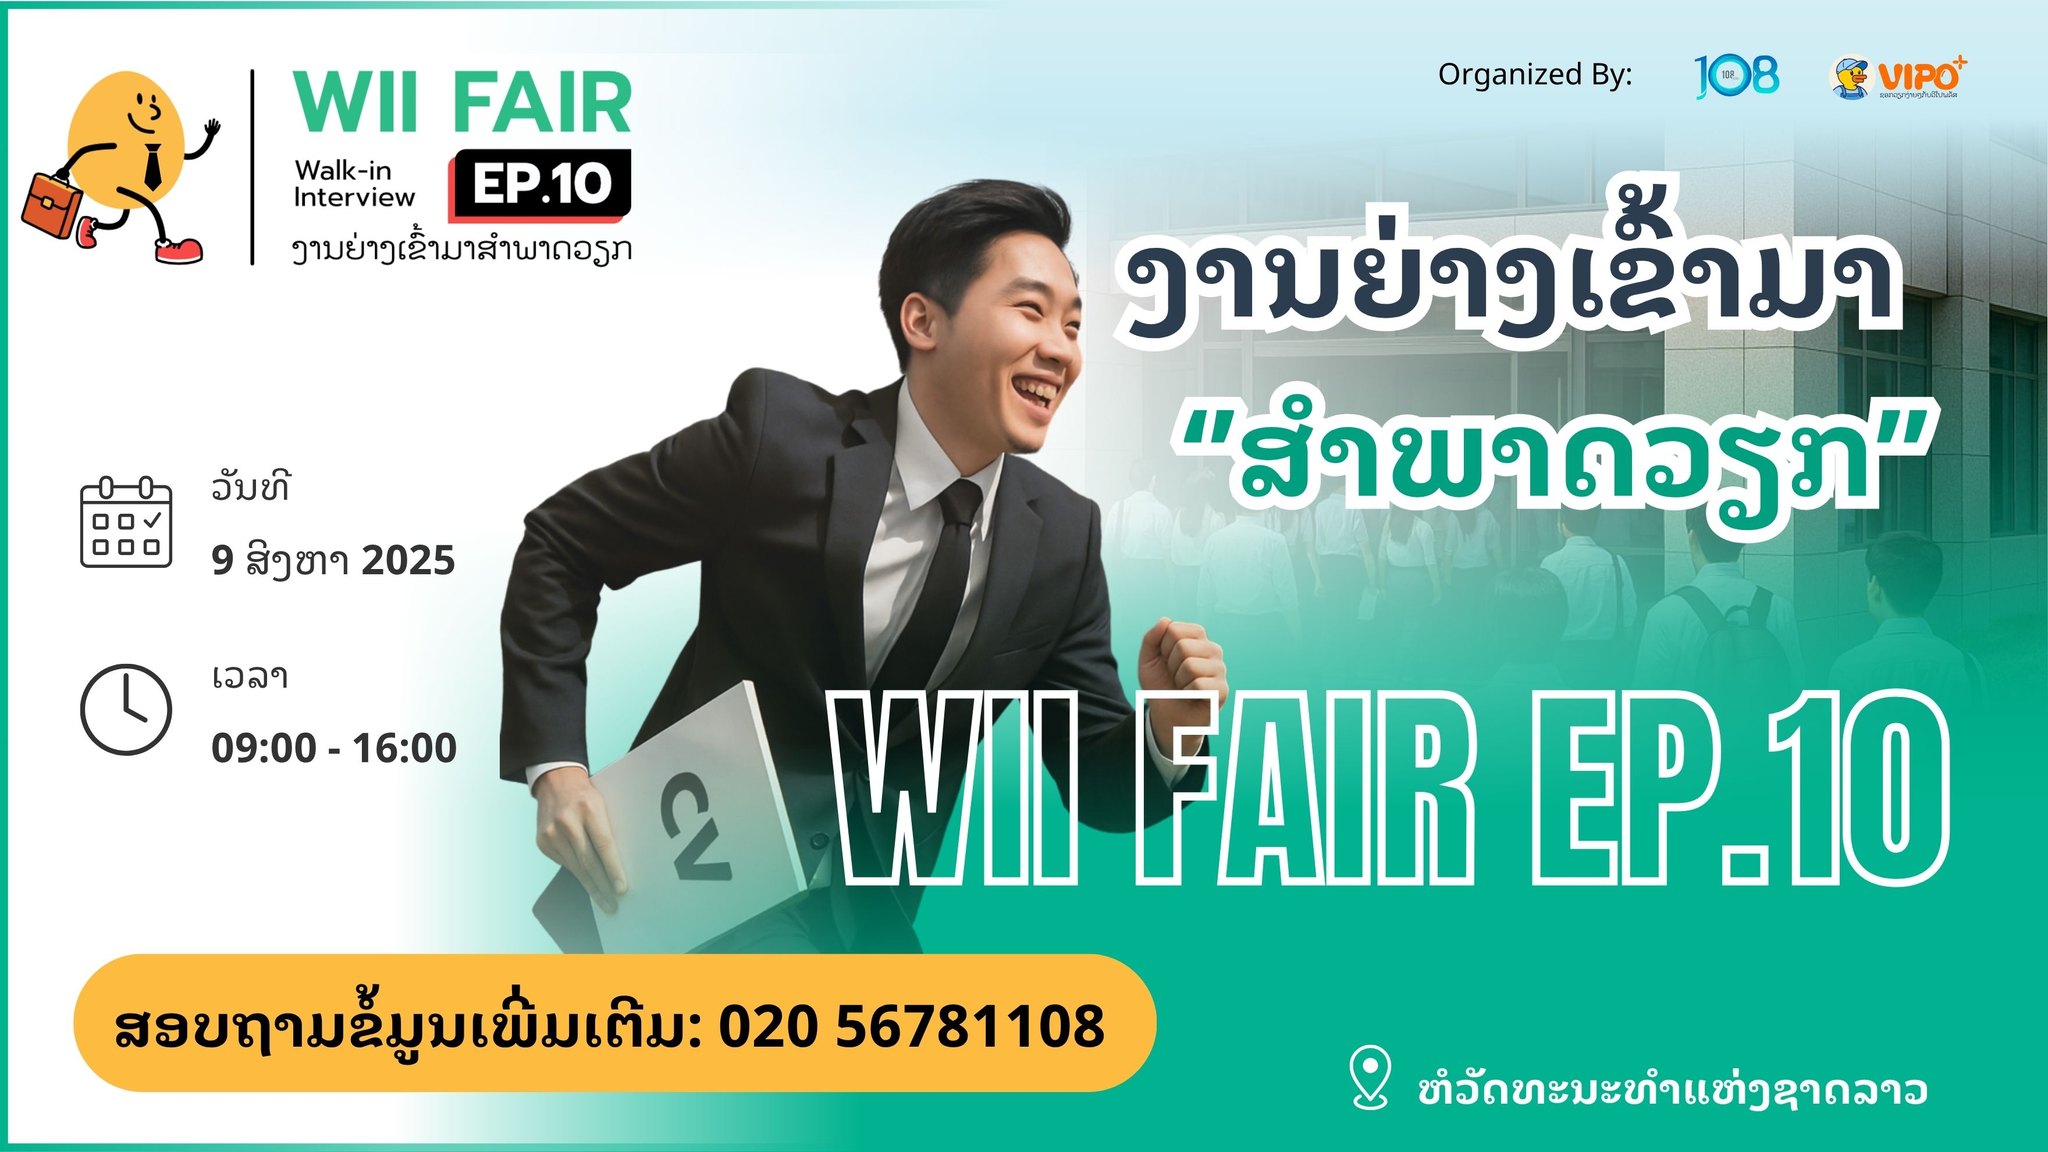 WII FAIR
Walk-in
Interview
EP.10
ງານຍ່າງເຂົ້າມາສຳພາດວຽກ
Organized By:
108
108
VIPO+
ງານຍ່າງເຂົ້າມາ
"ສຳພາດວຽກ"
ວັນທີ
9 ສິງຫາ 2025
ເວລາ
09:00 - 16:00
CV
WII FAIR EP.10
ສອບຖາມຂໍ້ມູນເພີ່ມເຕີມ: 020 56781108
ຫໍວັດທະນະທຳແຫ່ງຊາດລາວ